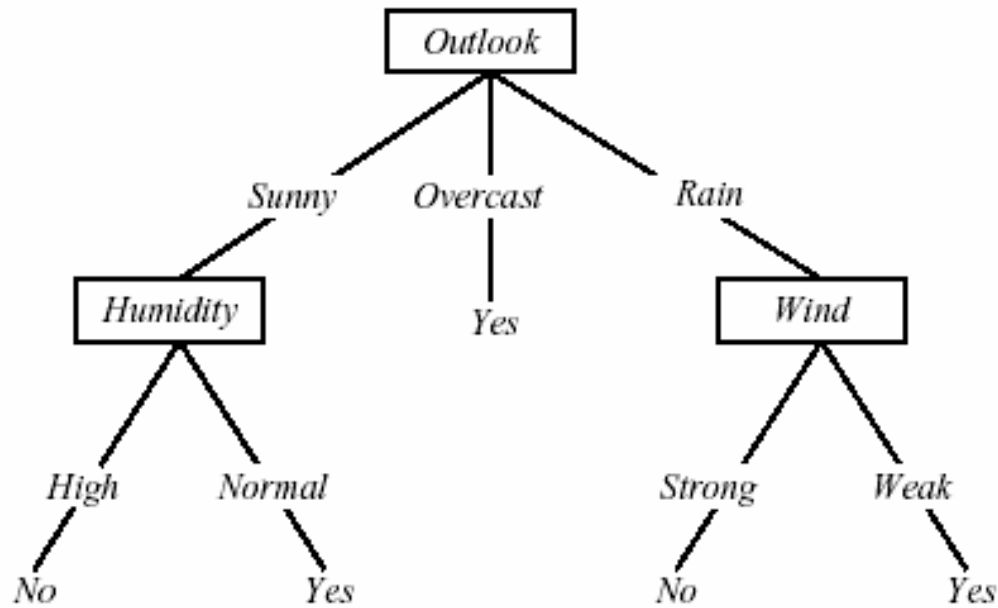 Outlook
Sunny Overcast Rain
Humidity Yes Wind
High Normal Strong Weak
No Yes No Yes